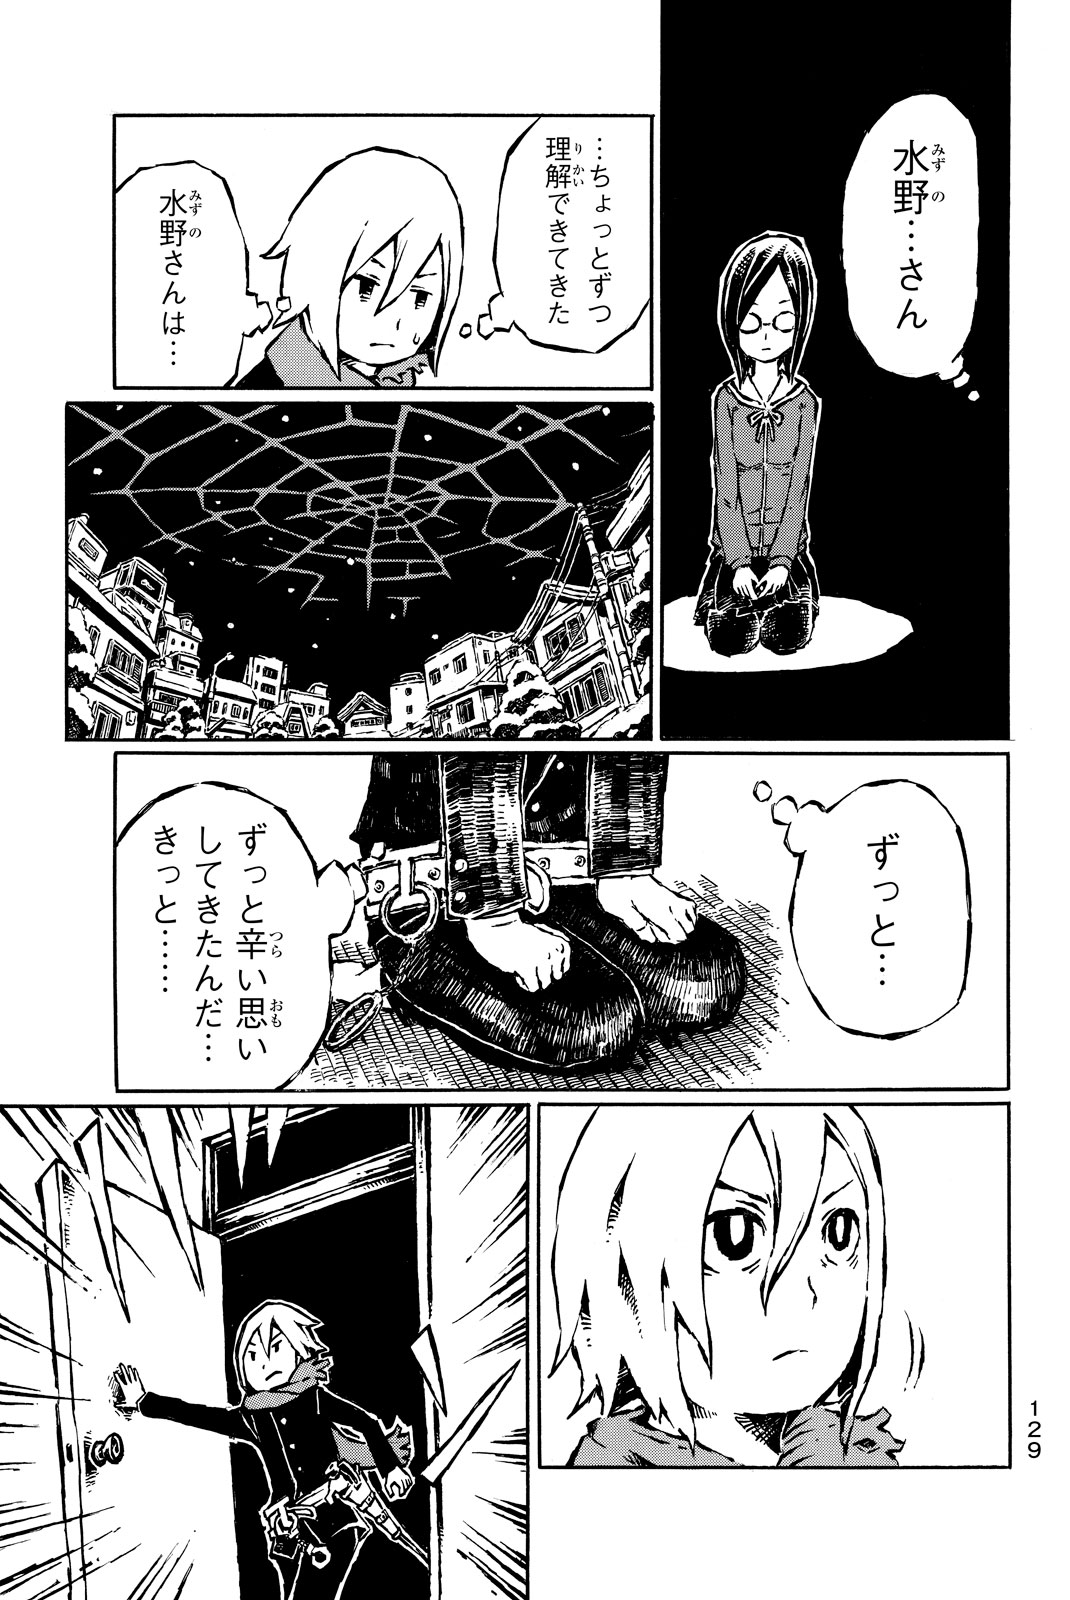 水野…さん
…ちょっとずつ
理解できてきた
水野さんは…
ずっと…
ずっと辛い思い
してきたんだ…
きっと……
129